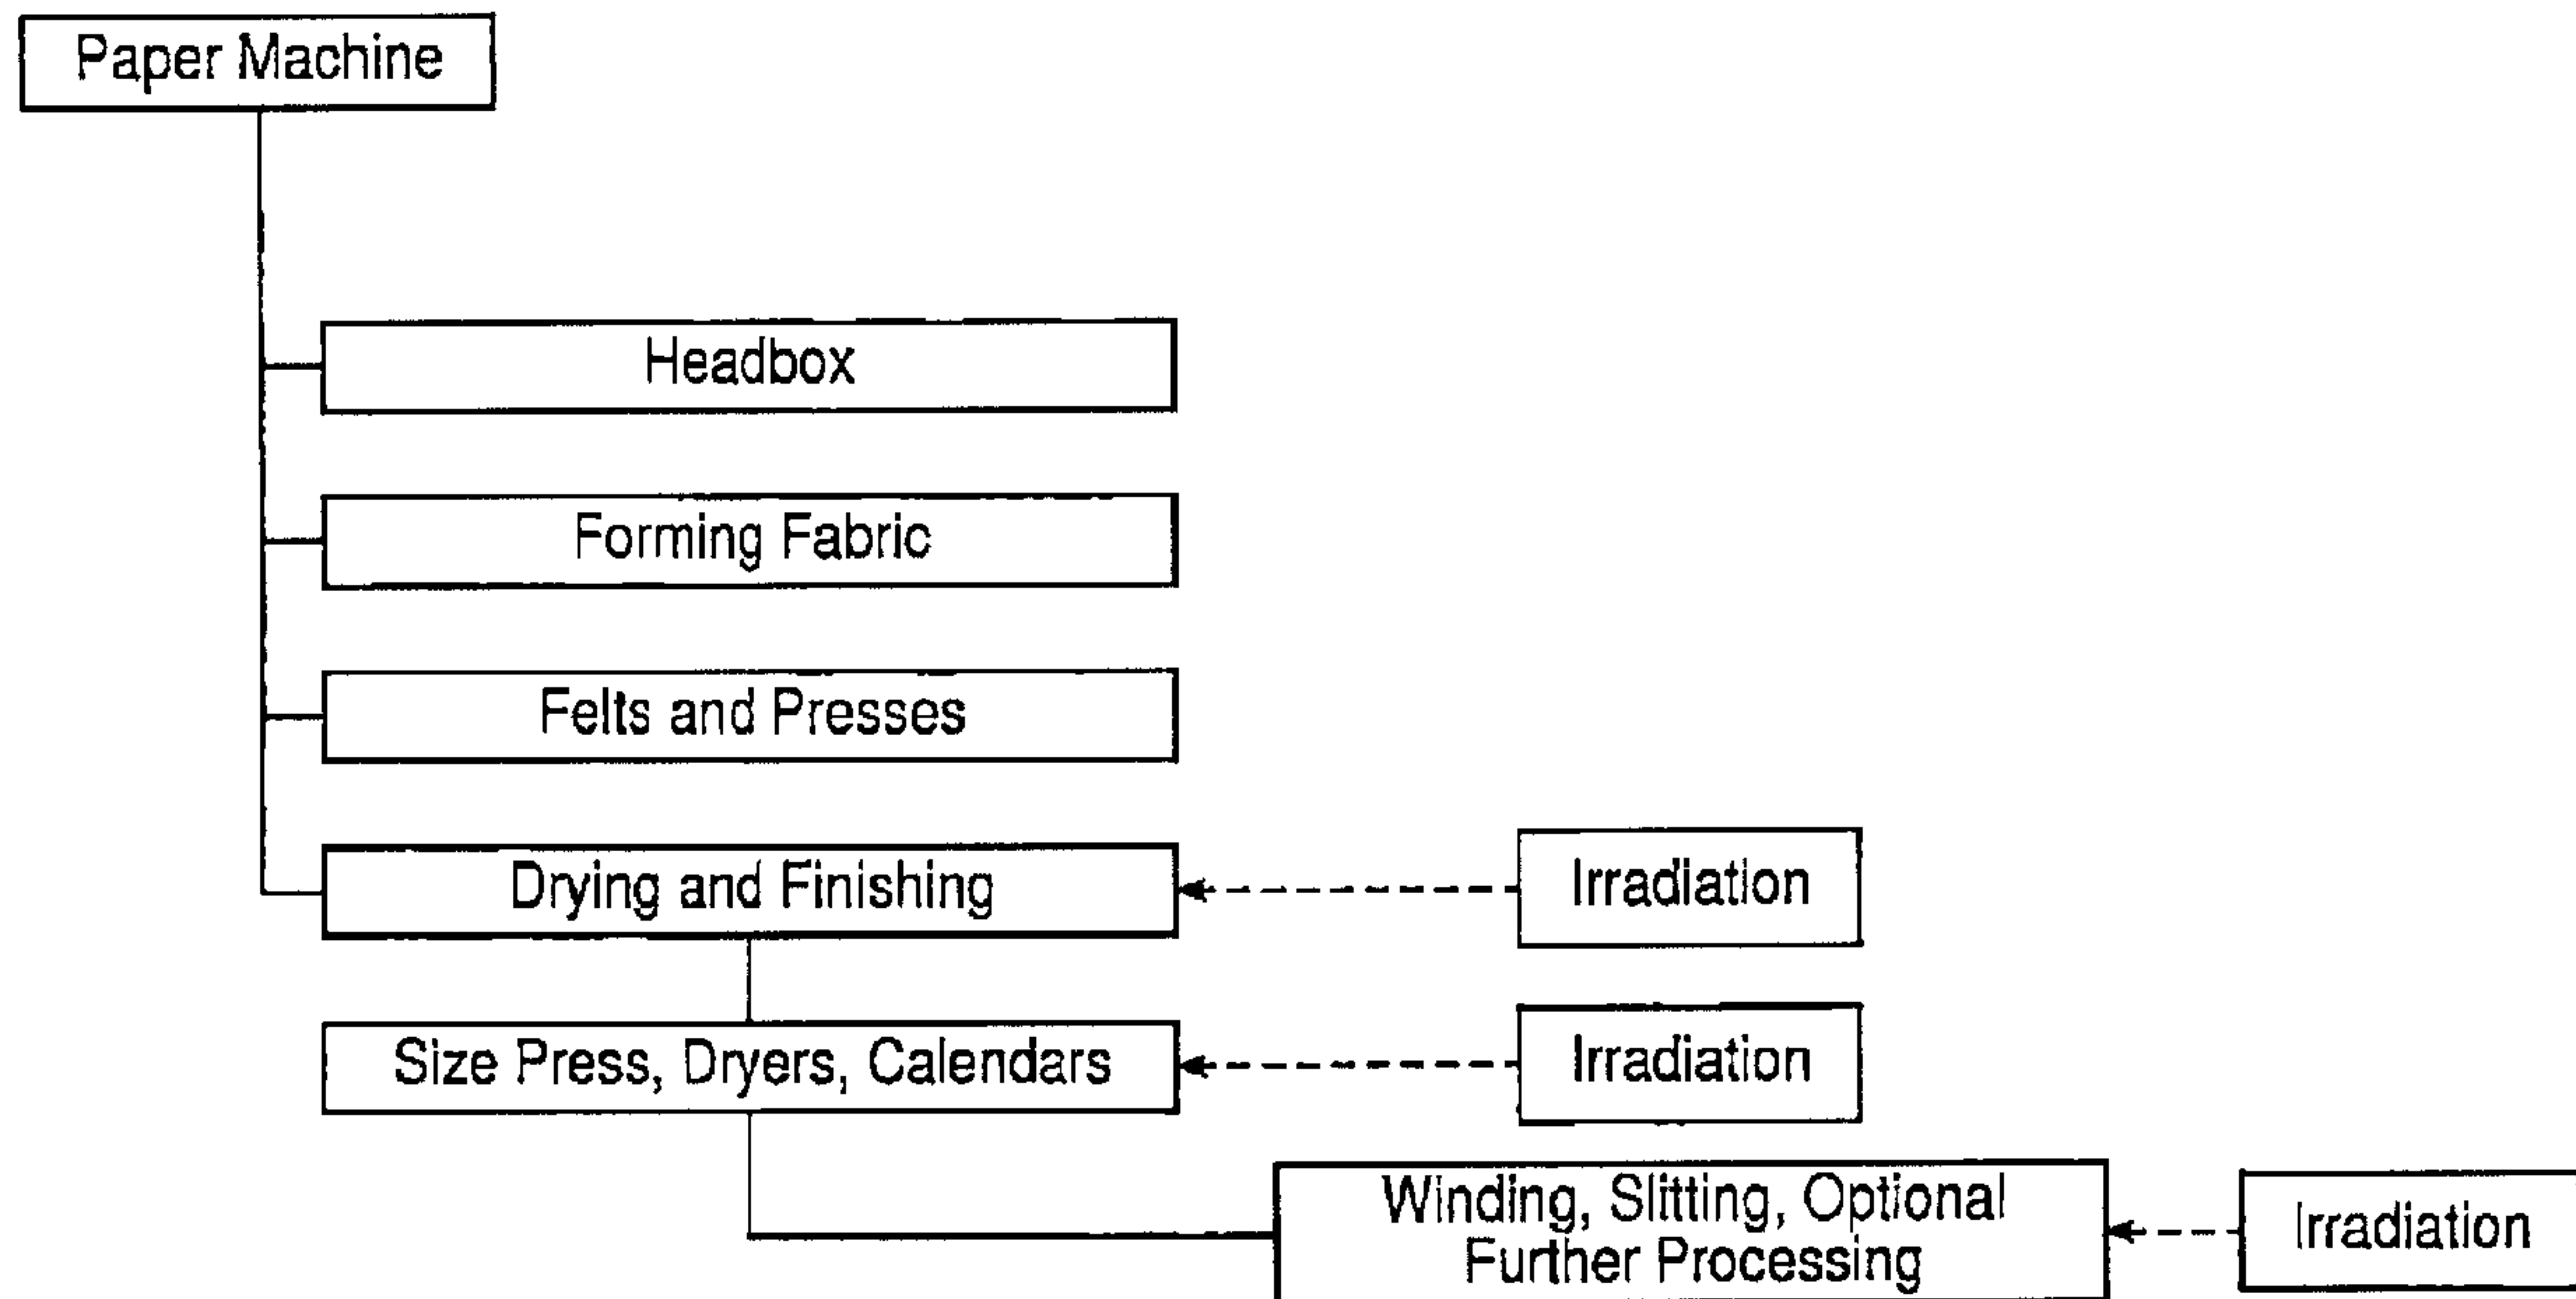 Paper Machine
Headbox
Forming Fabric
Felts and Presses
Drying and Finishing
Irradiation
Size Press, Dryers, Calendars
Irradiation
Winding, Slitting, Optional
Further Processing
Irradiation